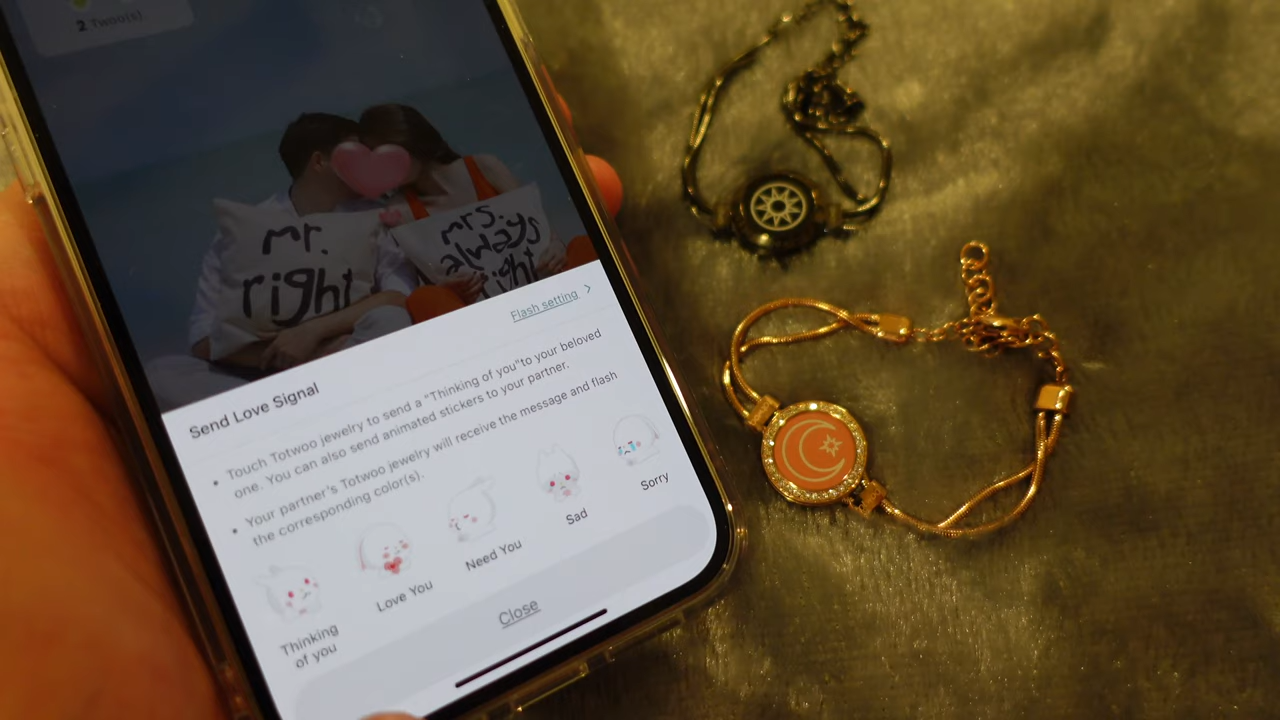 2 Twoo(s)
mr.
right
mrs.
always
right
Flash setting >
Send Love Signal
• Touch Totwoo jewelry to send a "Thinking of you"to your beloved
one. You can also send animated stickers to your partner.
• Your partner's Totwoo jewelry will receive the message and flash
the corresponding color(s).
Thinking
of you
Love You
Need You
Sad
Sorry
Close